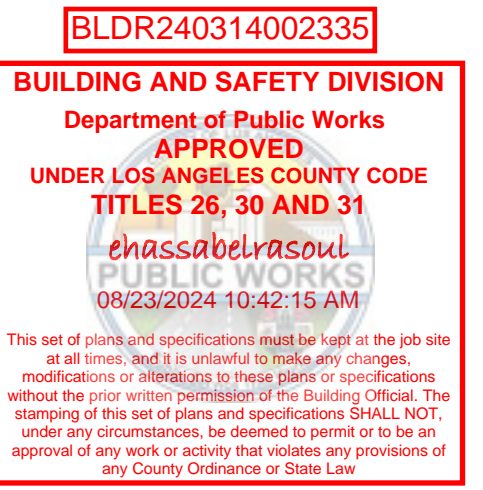 BLDR240314002335
BUILDING AND SAFETY DIVISION
Department of Public Works
APPROVED
UNDER LOS ANGELES COUNTY CODE
TITLES 26, 30 AND 31
ehassabelrasoul
PUBLIC WORKS
08/23/2024 10:42:15 AM
This set of plans and specifications must be kept at the job site
at all times, and it is unlawful to make any changes,
modifications or alterations to these plans or specifications
without the prior written permission of the Building Official. The
stamping of this set of plans and specifications SHALL NOT,
under any circumstances, be deemed to permit or to be an
approval of any work or activity that violates any provisions of
any County Ordinance or State Law